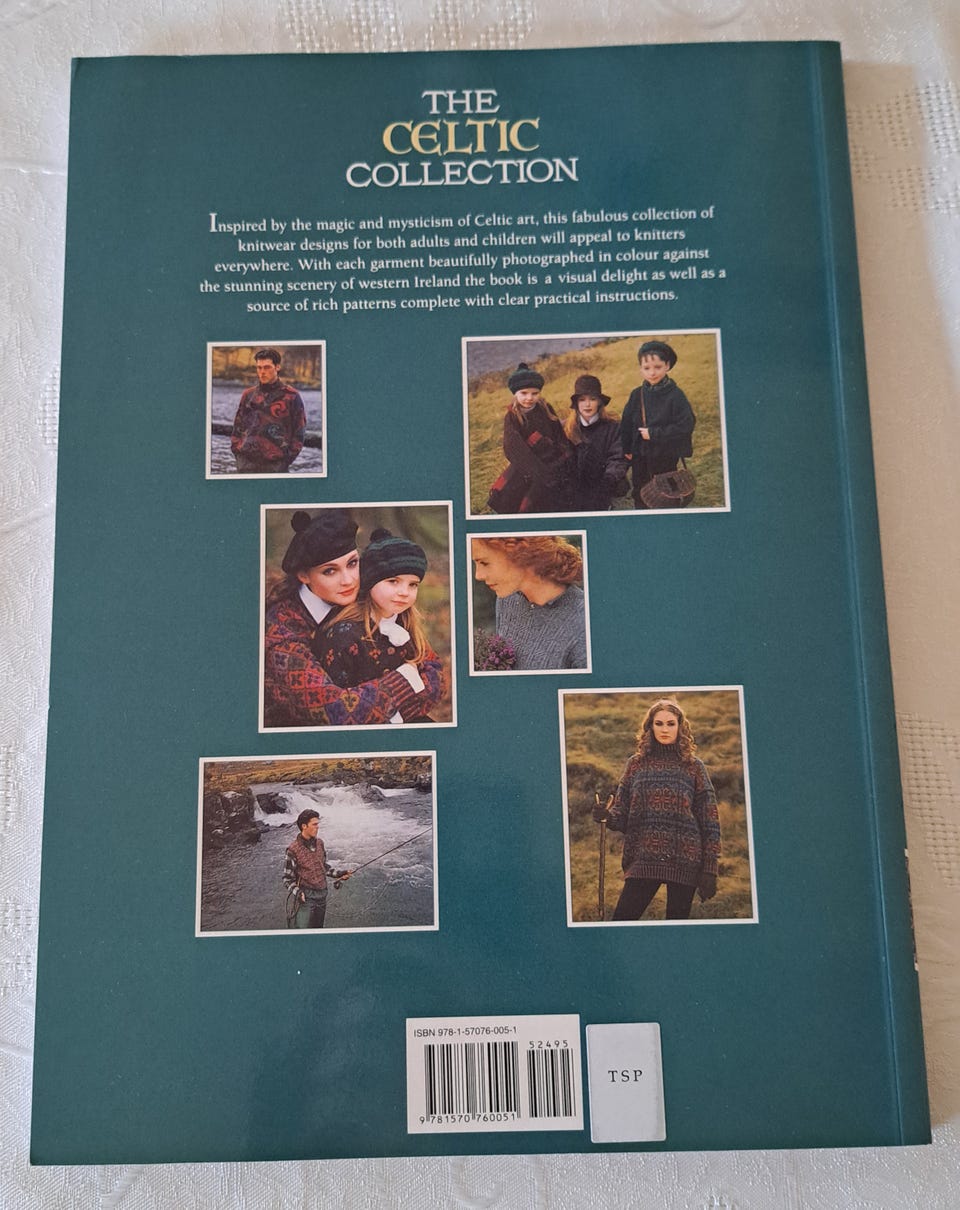 THE
CELTIC
COLLECTION
Inspired by the magic and mysticism of Celtic art, this fabulous collection of
knitwear designs for both adults and children will appeal to knitters
everywhere. With each garment beautifully photographed in colour against
the stunning scenery of western Ireland the book is a visual delight as well as a
source of rich patterns complete with clear practical instructions.
ISBN 978-1-57076-005-1
52495
9 781570 760051
TSP